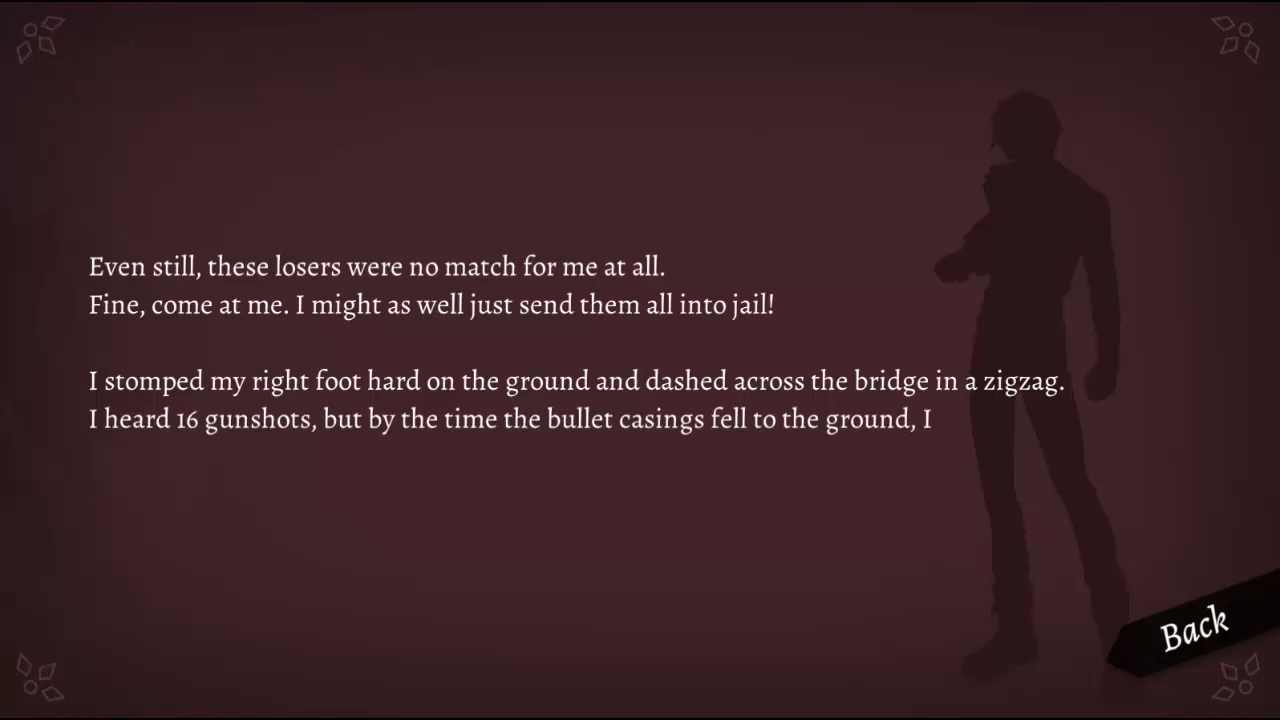 Even still, these losers were no match for me at all.
Fine, come at me. I might as well just send them all into jail!
I stomped my right foot hard on the ground and dashed across the bridge in a zigzag.
I heard 16 gunshots, but by the time the bullet casings fell to the ground, I
Back